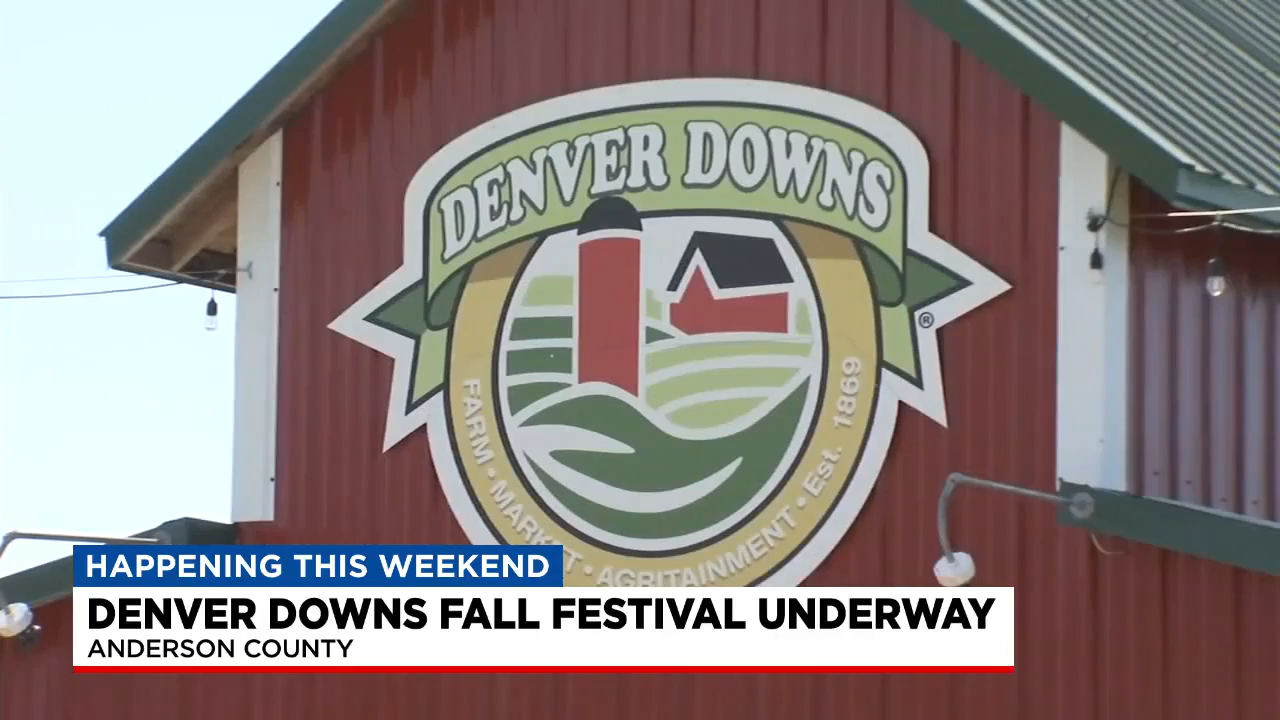 DENVER DOWNS
®
FARM • MARKET • AGRITAINMENT • Est. 1869
HAPPENING THIS WEEKEND
DENVER DOWNS FALL FESTIVAL UNDERWAY
ANDERSON COUNTY